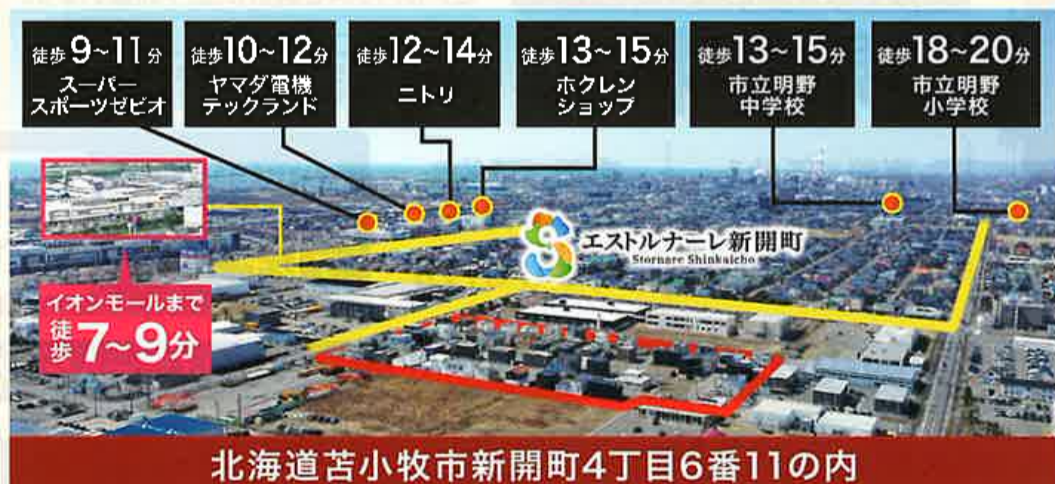 徒歩9~11分
スーパー
スポーツゼビオ
徒歩10~12分
ヤマダ電機
テックランド
徒歩12~14分
ニトリ
徒歩13~15分
ホクレン
ショップ
徒歩13~15分
市立明野
中学校
徒歩18~20分
市立明野
小学校
エストルナーレ新開町
Stornare Shinkaicho
イオンモールまで
徒歩7~9分
北海道苫小牧市新開町4丁目6番11の内